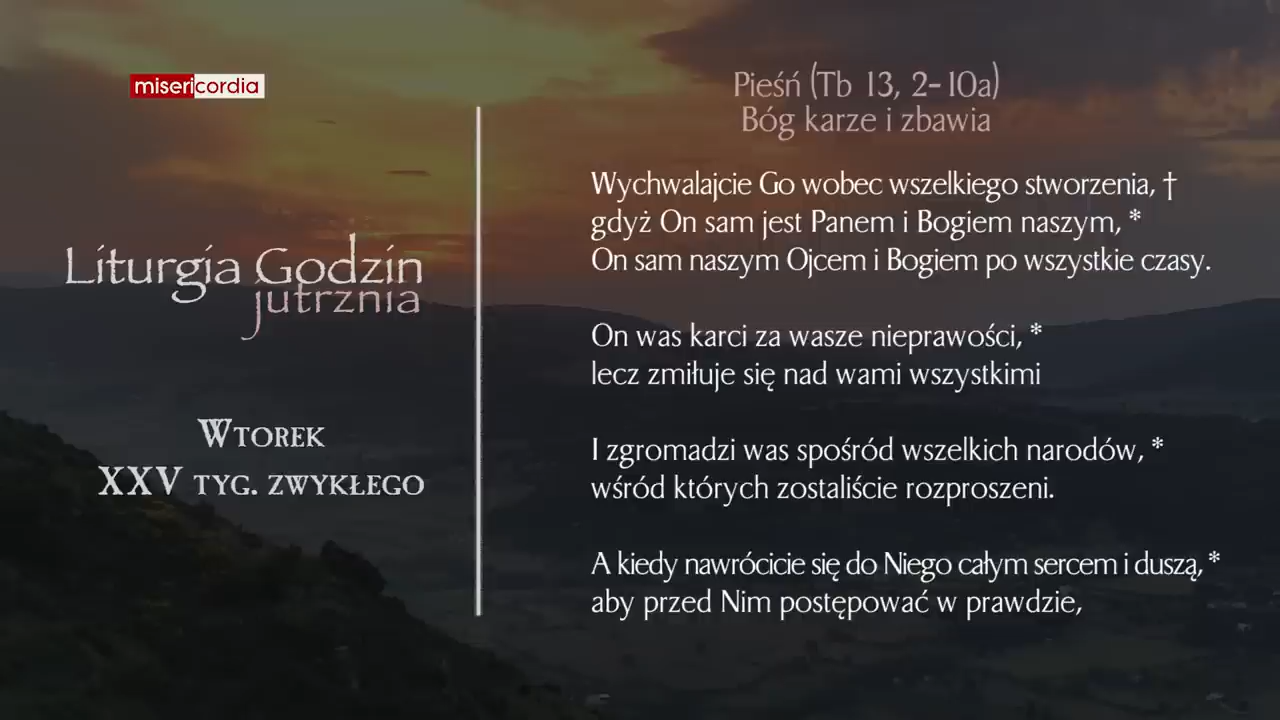 misericordia
Liturgia Godzin
jutrznia
Wtorek
XXV tyg. zwykłego
Pieśń (Tb 13, 2-10a)
Bóg karze i zbawia
Wychwalajcie Go wobec wszelkiego stworzenia, †
gdyż On sam jest Panem i Bogiem naszym, *
On sam naszym Ojcem i Bogiem po wszystkie czasy.
On was karci za wasze nieprawości, *
lecz zmiłuje się nad wami wszystkimi
I zgromadzi was spośród wszelkich narodów, *
wśród których zostaliście rozproszeni.
A kiedy nawrócicie się do Niego całym sercem i duszą, *
aby przed Nim postępować w prawdzie,